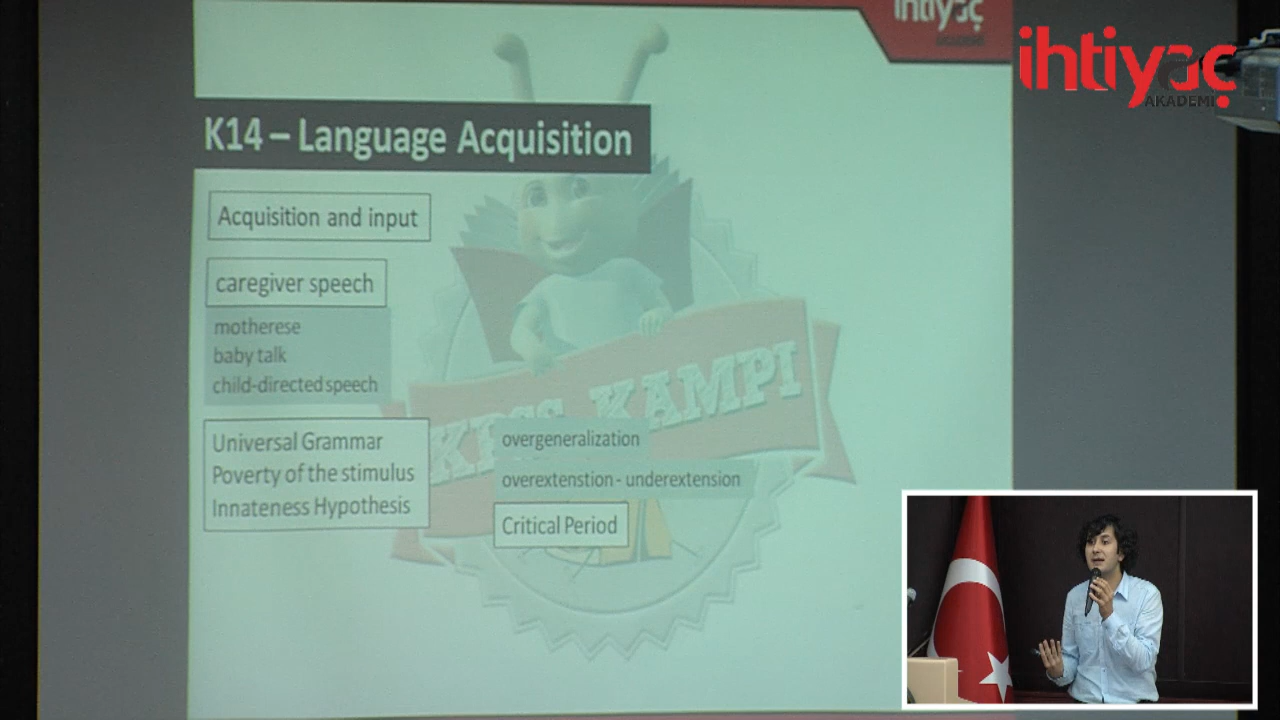 ihtiyaç
ihtiyaç
AKADEMİ
K14 – Language Acquisition
Acquisition and input
caregiver speech
motherese
baby talk
child-directed speech
Universal Grammar
Poverty of the stimulus
Innateness Hypothesis
KPSS KAMPI
overgeneralization
overextenstion - underextension
Critical Period